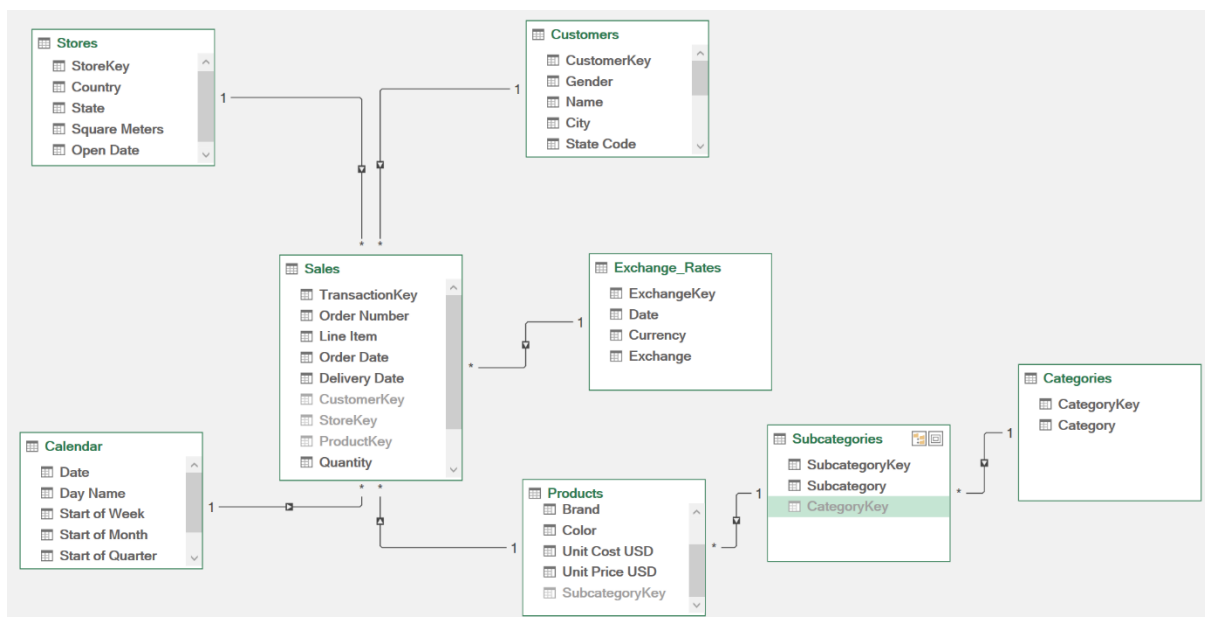 Stores
StoreKey
Country
State
Square Meters
Open Date
1
Customers
CustomerKey
Gender
Name
City
State Code
1
*
*
Sales
TransactionKey
Order Number
Line Item
Order Date
Delivery Date
CustomerKey
StoreKey
ProductKey
Quantity
*
*
*
Exchange_Rates
ExchangeKey
Date
Currency
Exchange
1
Calendar
Date
Day Name
Start of Week
Start of Month
Start of Quarter
1
Products
Brand
Color
Unit Cost USD
Unit Price USD
SubcategoryKey
1
*
Subcategories
SubcategoryKey
Subcategory
CategoryKey
1
*
Categories
CategoryKey
Category
1